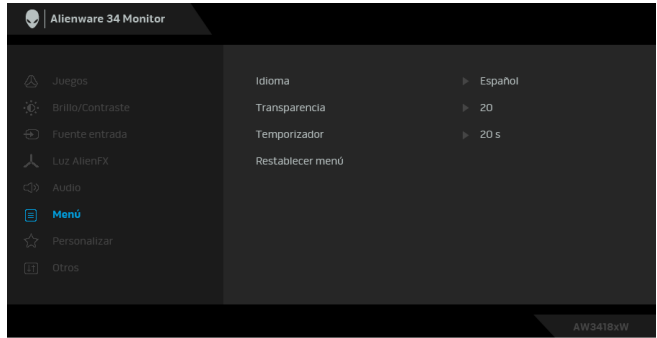 Alienware 34 Monitor
Juegos
Brillo/Contraste
Fuente entrada
Luz AlienFX
Audio
Menú
Personalizar
Otros
Idioma Español
Transparencia 20
Temporizador 20 s
Restablecer menú
AW3418xW